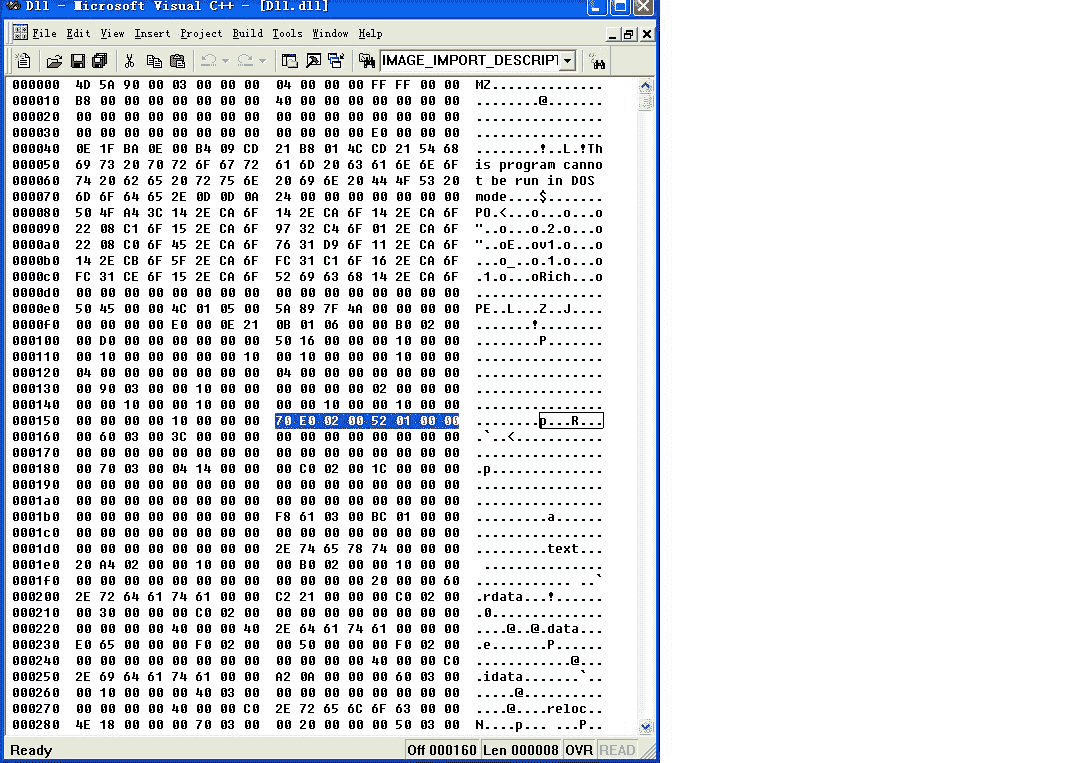 Dll - Microsoft Visual C++ - [Dll.dll]
File Edit View Insert Project Build Tools Window Help
IMAGE_IMPORT_DESCRIPT
000000 4D 5A 90 00 03 00 00 00 04 00 00 00 FF FF 00 00 MZ..............
000010 B8 00 00 00 00 00 00 00 40 00 00 00 00 00 00 00 ........@.......
000020 00 00 00 00 00 00 00 00 00 00 00 00 00 00 00 00 ................
000030 00 00 00 00 00 00 00 00 00 00 00 00 E0 00 00 00 ................
000040 0E 1F BA 0E 00 B4 09 CD 21 B8 01 4C CD 21 54 68 ........!..L.!Th
000050 69 73 20 70 72 6F 67 72 61 6D 20 63 61 6E 6E 6F is program canno
000060 74 20 62 65 20 72 75 6E 20 69 6E 20 44 4F 53 20 t be run in DOS
000070 6D 6F 64 65 2E 0D 0D 0A 24 00 00 00 00 00 00 00 mode....$.......
000080 50 4F A4 3C 14 2E CA 6F 14 2E CA 6F 14 2E CA 6F PO.<...o...o...o
000090 22 08 C1 6F 15 2E CA 6F 97 32 C4 6F 01 2E CA 6F "..o...o.2.o...o
0000a0 22 08 C0 6F 45 2E CA 6F 76 31 D9 6F 11 2E CA 6F "..oE..ov1.o...o
0000b0 14 2E CB 6F 5F 2E CA 6F FC 31 C1 6F 16 2E CA 6F ...o_..o.1.o...o
0000c0 FC 31 CE 6F 15 2E CA 6F 52 69 63 68 14 2E CA 6F .1.o...oRich...o
0000d0 00 00 00 00 00 00 00 00 00 00 00 00 00 00 00 00 ................
0000e0 50 45 00 00 4C 01 05 00 5A 89 7F 4A 00 00 00 00 PE..L...Z..J....
0000f0 00 00 00 00 E0 00 0E 21 0B 01 06 00 00 B0 02 00 .......!........
000100 00 D0 00 00 00 00 00 00 50 16 00 00 00 10 00 00 ........P.......
000110 00 10 00 00 00 00 00 10 00 10 00 00 00 10 00 00 ................
000120 04 00 00 00 00 00 00 00 04 00 00 00 00 00 00 00 ................
000130 00 90 03 00 00 10 00 00 00 00 00 00 02 00 00 00 ................
000140 00 00 10 00 00 10 00 00 00 00 10 00 00 10 00 00 ................
000150 00 00 00 00 10 00 00 00 70 E0 02 00 52 01 00 00 ........p...R...
000160 00 60 03 00 3C 00 00 00 00 00 00 00 00 00 00 00 .`..<...........
000170 00 00 00 00 00 00 00 00 00 00 00 00 00 00 00 00 ................
000180 00 70 03 00 04 14 00 00 00 C0 02 00 1C 00 00 00 .p..............
000190 00 00 00 00 00 00 00 00 00 00 00 00 00 00 00 00 ................
0001a0 00 00 00 00 00 00 00 00 00 00 00 00 00 00 00 00 ................
0001b0 00 00 00 00 00 00 00 00 F8 61 03 00 BC 01 00 00 .........a......
0001c0 00 00 00 00 00 00 00 00 00 00 00 00 00 00 00 00 ................
0001d0 00 00 00 00 00 00 00 00 2E 74 65 78 74 00 00 00 .........text...
0001e0 20 A4 02 00 00 10 00 00 00 B0 02 00 00 10 00 00  ...............
0001f0 00 00 00 00 00 00 00 00 00 00 00 00 20 00 00 60 ............ ..`
000200 2E 72 64 61 74 61 00 00 C2 21 00 00 00 C0 02 00 .rdata...!......
000210 00 30 00 00 00 C0 02 00 00 00 00 00 00 00 00 00 .0..............
000220 00 00 00 00 40 00 00 40 2E 64 61 74 61 00 00 00 ....@..@.data...
000230 E0 65 00 00 00 F0 02 00 00 50 00 00 00 F0 02 00 .e.......P......
000240 00 00 00 00 00 00 00 00 00 00 00 00 40 00 00 C0 ............@...
000250 2E 69 64 61 74 61 00 00 A2 0A 00 00 00 60 03 00 .idata.......`..
000260 00 10 00 00 00 40 03 00 00 00 00 00 00 00 00 00 .....@..........
000270 00 00 00 00 40 00 00 C0 2E 72 65 6C 6F 63 00 00 ....@....reloc..
000280 4E 18 00 00 00 70 03 00 00 20 00 00 00 50 03 00 N....p... ...P..
Ready Off 000160 Len 000008 OVR READ